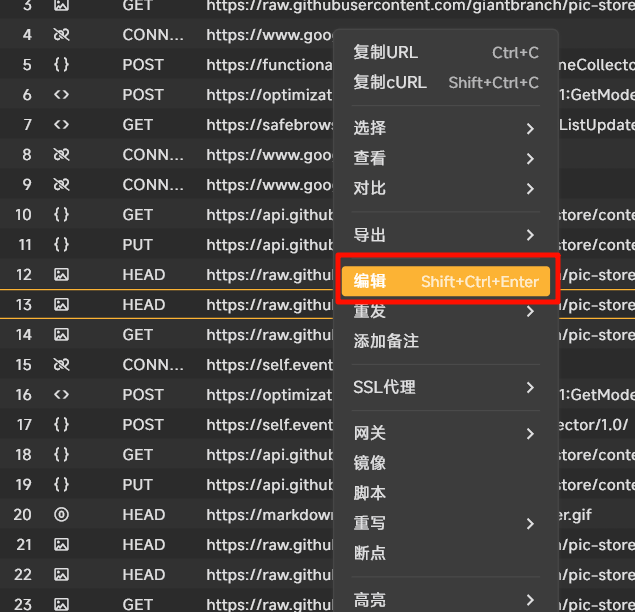 3 GET https://raw.githubusercontent.com/giantbranch/pic-store
4 CONN... https://www.goo
5 POST https://functiona 复制URL Ctrl+C neCollecto
6 POST https://optimizat 复制cURL Shift+Ctrl+C 1:GetMode
7 GET https://safebrows 选择 ListUpdate
8 CONN... https://www.goo 查看
9 CONN... https://www.goo 对比
10 GET https://api.github store/conte
11 PUT https://api.github 导出 store/conte
12 HEAD https://raw.githu 编辑 Shift+Ctrl+Enter /pic-store
13 HEAD https://raw.githu 重发 /pic-store
14 GET https://raw.githu 添加备注 /pic-store
15 CONN... https://self.event
16 POST https://optimizat SSL代理 1:GetMode
17 POST https://self.event 网关 ector/1.0/
18 GET https://api.github 镜像 store/conte
19 PUT https://api.github 脚本 store/conte
20 HEAD https://markdown 重写 er.gif
21 HEAD https://raw.githu 断点 /pic-store
22 HEAD https://raw.githu /pic-store
23 GET https://raw.githu 高亮 /pic-store